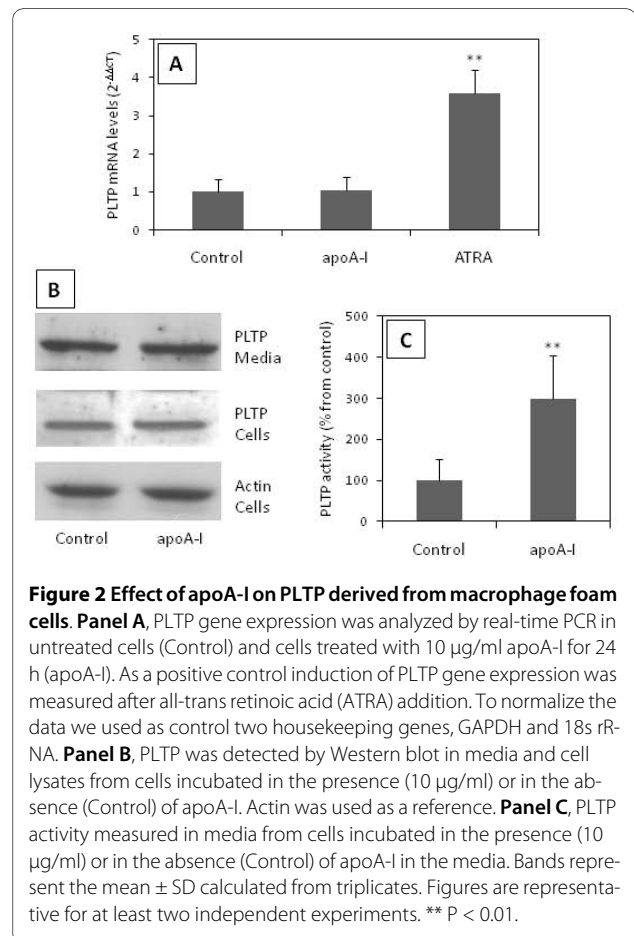 A
**
PLTP mRNA levels (2-ΔΔCT)
5
4
3
2
1
0
Control apoA-I ATRA
B
PLTP
Media
PLTP
Cells
Actin
Cells
Control apoA-I
C
**
PLTP activity (% from control)
500
400
300
200
100
0
Control apoA-I
Figure 2 Effect of apoA-I on PLTP derived from macrophage foam
cells. Panel A, PLTP gene expression was analyzed by real-time PCR in
untreated cells (Control) and cells treated with 10 μg/ml apoA-I for 24
h (apoA-I). As a positive control induction of PLTP gene expression was
measured after all-trans retinoic acid (ATRA) addition. To normalize the
data we used as control two housekeeping genes, GAPDH and 18s rR-
NA. Panel B, PLTP was detected by Western blot in media and cell
lysates from cells incubated in the presence (10 μg/ml) or in the ab-
sence (Control) of apoA-I. Actin was used as a reference. Panel C, PLTP
activity measured in media from cells incubated in the presence (10
μg/ml) or in the absence (Control) of apoA-I in the media. Bands repre-
sent the mean ± SD calculated from triplicates. Figures are representa-
tive for at least two independent experiments. ** P < 0.01.